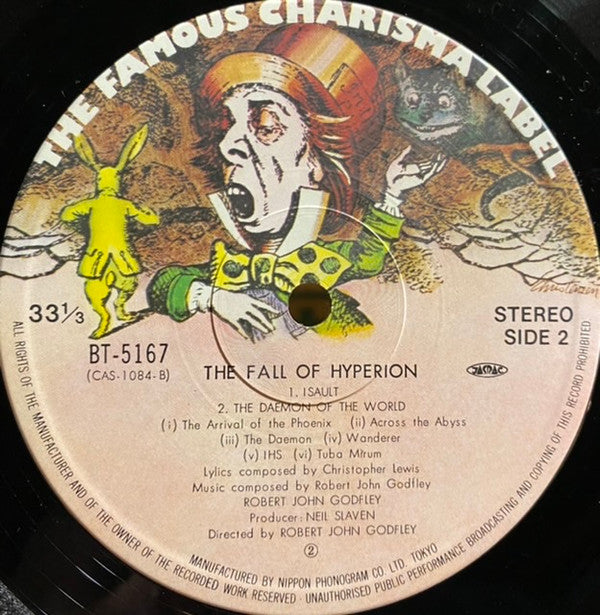 THE FAMOUS CHARISMA LABEL
Christensen
33⅓
STEREO
SIDE 2
BT-5167
(CAS-1084-B)
JASRAC
THE FALL OF HYPERION
1. ISAULT
2. THE DAEMON OF THE WORLD
(i) The Arrival of the Phoenix (ii) Across the Abyss
(iii) The Daemon (iv) Wanderer
(v) IHS (vi) Tuba Mirum
Lylics composed by Christopher Lewis
Music composed by Robert John Godfley
ROBERT JOHN GODFLEY
Producer: NEIL SLAVEN
Directed by ROBERT JOHN GODFLEY
②
MANUFACTURED BY NIPPON PHONOGRAM CO. LTD. TOKYO
ALL RIGHTS OF THE MANUFACTURER AND OF THE OWNER OF THE RECORDED WORK RESERVED · UNAUTHORISED PUBLIC PERFORMANCE BROADCASTING AND COPYING OF THIS RECORD PROHIBITED